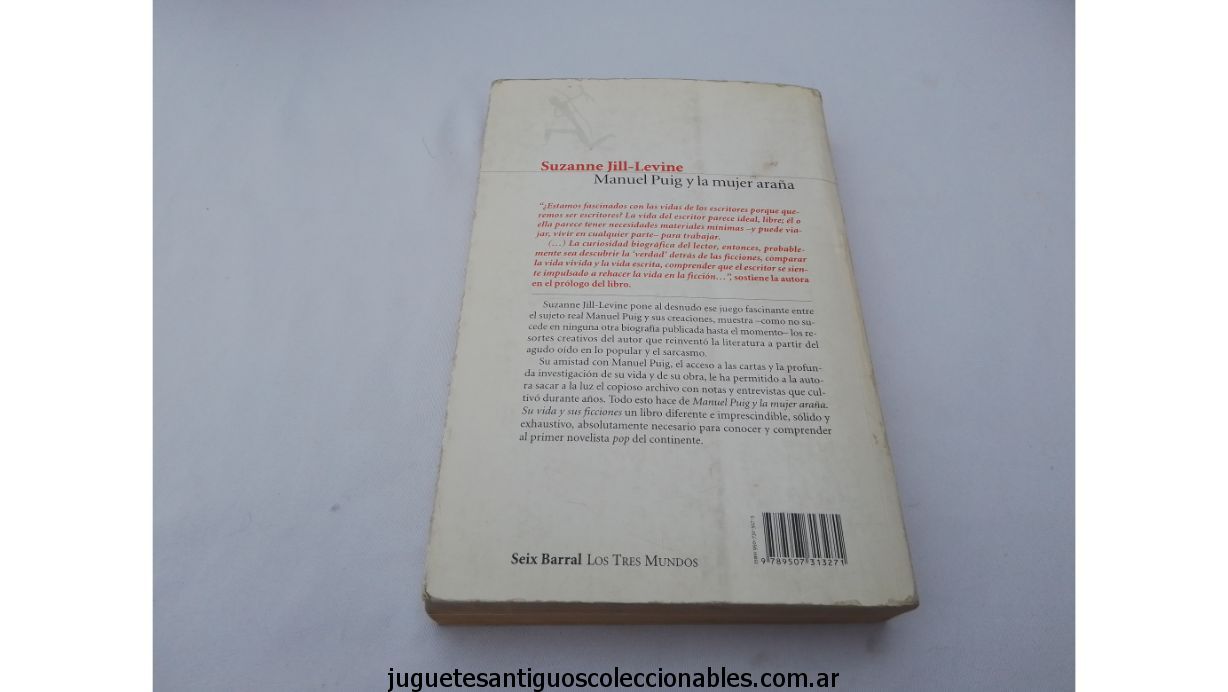 Suzanne Jill-Levine
Manuel Puig y la mujer araña
"¿Estamos fascinados con las vidas de los escritores porque que-
remos ser escritores? La vida del escritor parece ideal, libre; él o
ella parece tener necesidades materiales mínimas –y puede via-
jar, vivir en cualquier parte– para trabajar.
(…) La curiosidad biográfica del lector, entonces, probable-
mente sea descubrir la 'verdad' detrás de las ficciones, comparar
la vida vivida y la vida escrita, comprender que el escritor se sien-
te impulsado a rehacer la vida en la ficción…", sostiene la autora
en el prólogo del libro.
Suzanne Jill-Levine pone al desnudo ese juego fascinante entre
el sujeto real Manuel Puig y sus creaciones, muestra –como no su-
cede en ninguna otra biografía publicada hasta el momento– los re-
sortes creativos del autor que reinventó la literatura a partir del
agudo oído en lo popular y el sarcasmo.
Su amistad con Manuel Puig, el acceso a las cartas y la profun-
da investigación de su vida y de su obra, le ha permitido a la auto-
ra sacar a la luz el copioso archivo con notas y entrevistas que cul-
tivó durante años. Todo esto hace de Manuel Puig y la mujer araña.
Su vida y sus ficciones un libro diferente e imprescindible, sólido y
exhaustivo, absolutamente necesario para conocer y comprender
al primer novelista pop del continente.
Seix Barral LOS TRES MUNDOS
9 789507 313271
juguetesantiguoscoleccionables.com.ar